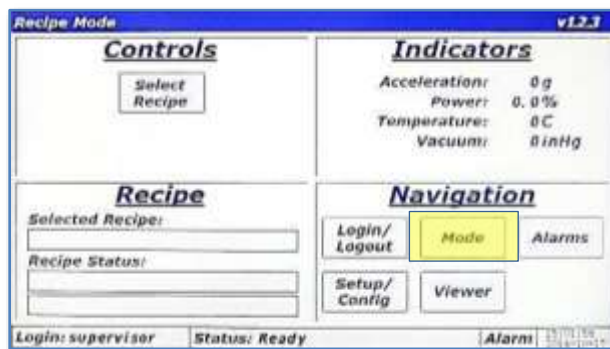 Recipe Mode v1.2.3
Controls
Select
Recipe
Indicators
Acceleration: 0 g
Power: 0.0%
Temperature: 0 C
Vacuum: 0 inHg
Recipe
Selected Recipe:
Recipe Status:
Navigation
Login/
Logout
Mode
Alarms
Setup/
Config
Viewer
Login: supervisor
Status: Ready
Alarm